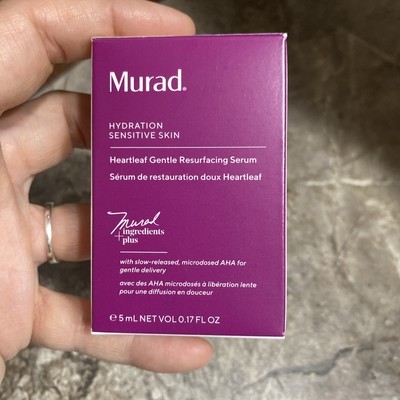 Murad.
HYDRATION
SENSITIVE SKIN
Heartleaf Gentle Resurfacing Serum
Sérum de restauration doux Heartleaf
Murad
+ingredients
plus
with slow-released, microdosed AHA for
gentle delivery
avec des AHA microdosés à libération lente
pour une diffusion en douceur
℮ 5 mL NET VOL 0.17 FL OZ